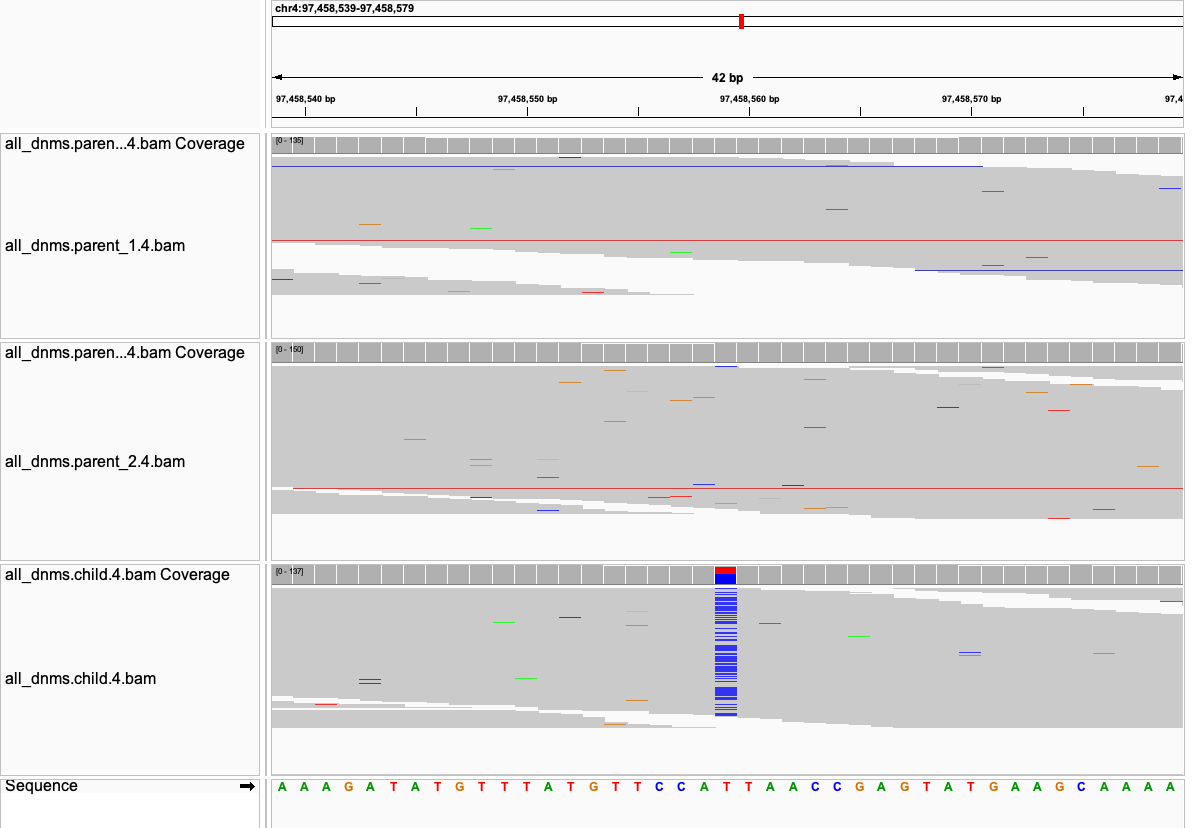 chr4:97,458,539-97,458,579
42 bp
97,458,540 bp 97,458,550 bp 97,458,560 bp 97,458,570 bp 97,4
all_dnms.paren...4.bam Coverage
[0 - 135]
all_dnms.parent_1.4.bam
all_dnms.paren...4.bam Coverage
[0 - 150]
all_dnms.parent_2.4.bam
all_dnms.child.4.bam Coverage
[0 - 137]
all_dnms.child.4.bam
Sequence A A A G A T A T G T T T A T G T T C C A T T A A C C G A G T A T G A A G C A A A A